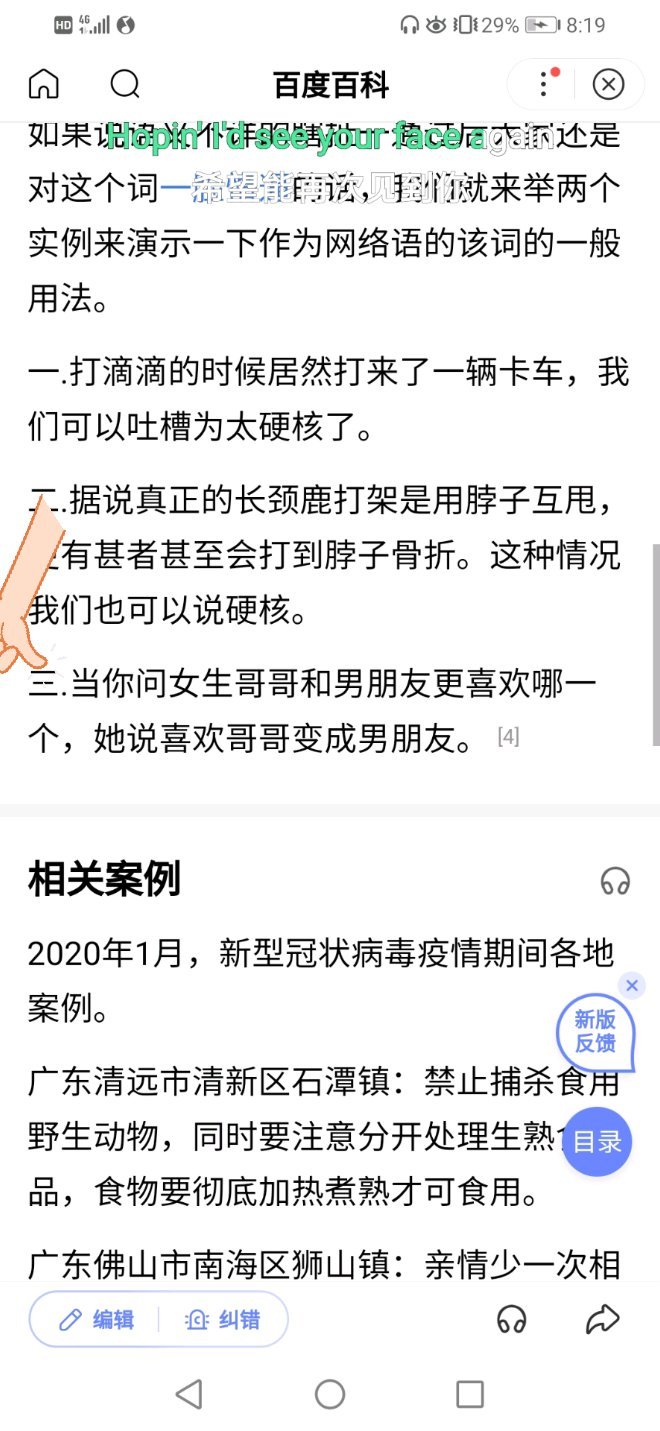 HD 4G 29% 8:19
百度百科
Hopin' I'd see your face again
如果 还是
希望能再次见到你
对这个词一 就来举两个
实例来演示一下作为网络语的该词的一般
用法。
一.打滴滴的时候居然打来了一辆卡车，我
们可以吐槽为太硬核了。
二.据说真正的长颈鹿打架是用脖子互甩，
有甚者甚至会打到脖子骨折。这种情况
我们也可以说硬核。
三.当你问女生哥哥和男朋友更喜欢哪一
个，她说喜欢哥哥变成男朋友。 [4]
相关案例
2020年1月，新型冠状病毒疫情期间各地
案例。
新版
反馈
广东清远市清新区石潭镇：禁止捕杀食用
野生动物，同时要注意分开处理生熟
目录
品，食物要彻底加热煮熟才可食用。
广东佛山市南海区狮山镇：亲情少一次相
编辑 纠错